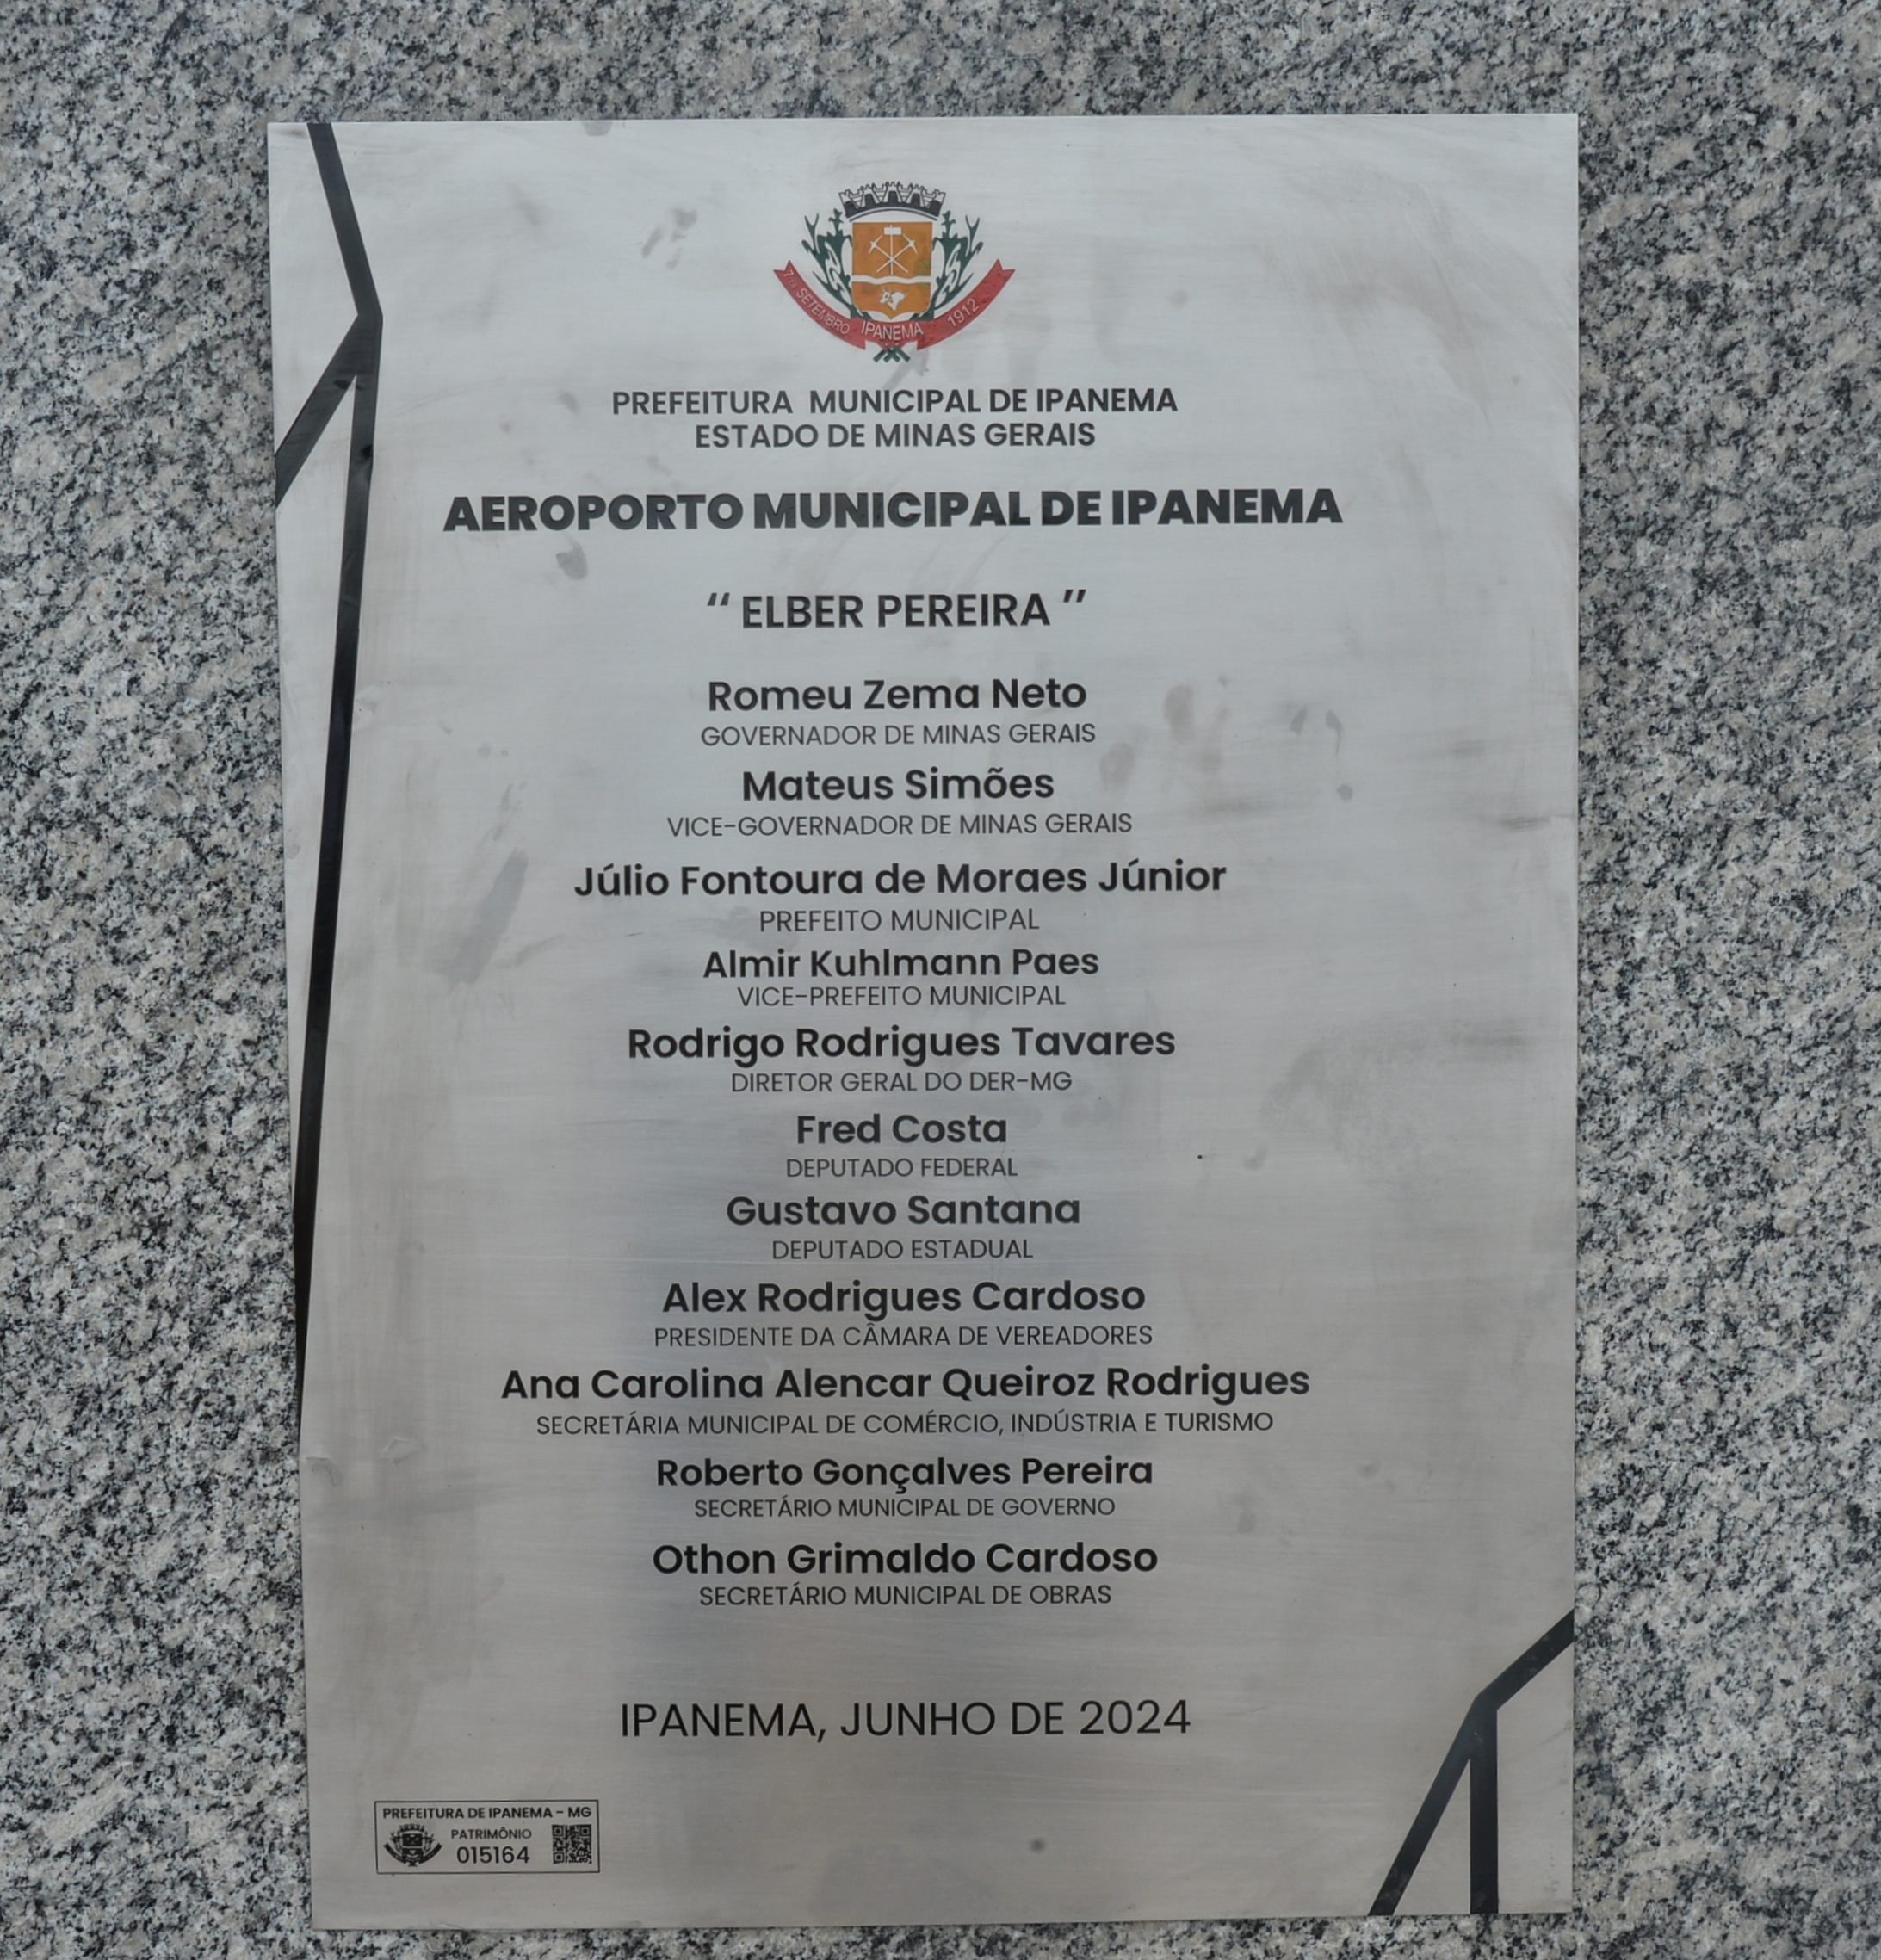 7 DE SETEMBRO IPANEMA 1912
PREFEITURA MUNICIPAL DE IPANEMA
ESTADO DE MINAS GERAIS
AEROPORTO MUNICIPAL DE IPANEMA
“ ELBER PEREIRA ”
Romeu Zema Neto
GOVERNADOR DE MINAS GERAIS
Mateus Simões
VICE-GOVERNADOR DE MINAS GERAIS
Júlio Fontoura de Moraes Júnior
PREFEITO MUNICIPAL
Almir Kuhlmann Paes
VICE-PREFEITO MUNICIPAL
Rodrigo Rodrigues Tavares
DIRETOR GERAL DO DER-MG
Fred Costa
DEPUTADO FEDERAL
Gustavo Santana
DEPUTADO ESTADUAL
Alex Rodrigues Cardoso
PRESIDENTE DA CÂMARA DE VEREADORES
Ana Carolina Alencar Queiroz Rodrigues
SECRETÁRIA MUNICIPAL DE COMÉRCIO, INDÚSTRIA E TURISMO
Roberto Gonçalves Pereira
SECRETÁRIO MUNICIPAL DE GOVERNO
Othon Grimaldo Cardoso
SECRETÁRIO MUNICIPAL DE OBRAS
IPANEMA, JUNHO DE 2024
PREFEITURA DE IPANEMA - MG
PATRIMÔNIO
015164